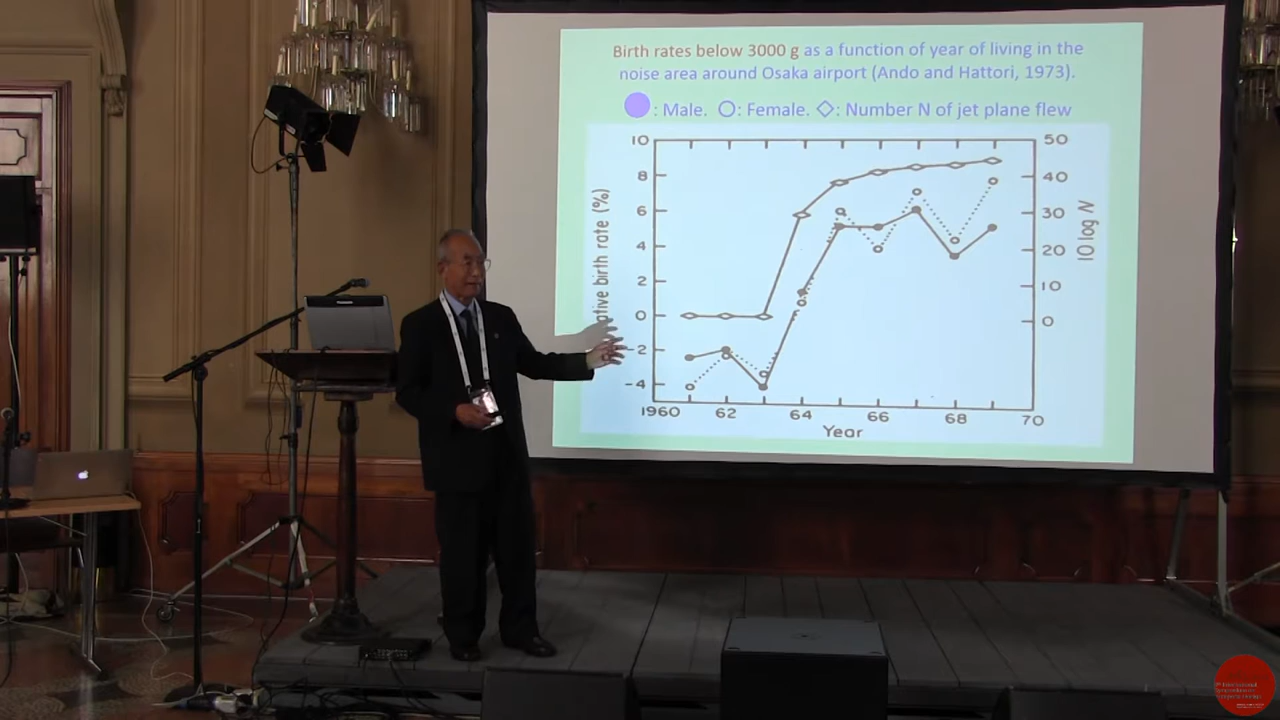 Birth rates below 3000 g as a function of year of living in the
noise area around Osaka airport (Ando and Hattori, 1973).
: Male. : Female. : Number N of jet plane flew
10
8
6
4
2
0
-2
-4
birth rate (%)
50
40
30
20
10
0
10 log N
1960 62 64 66 68 70
Year